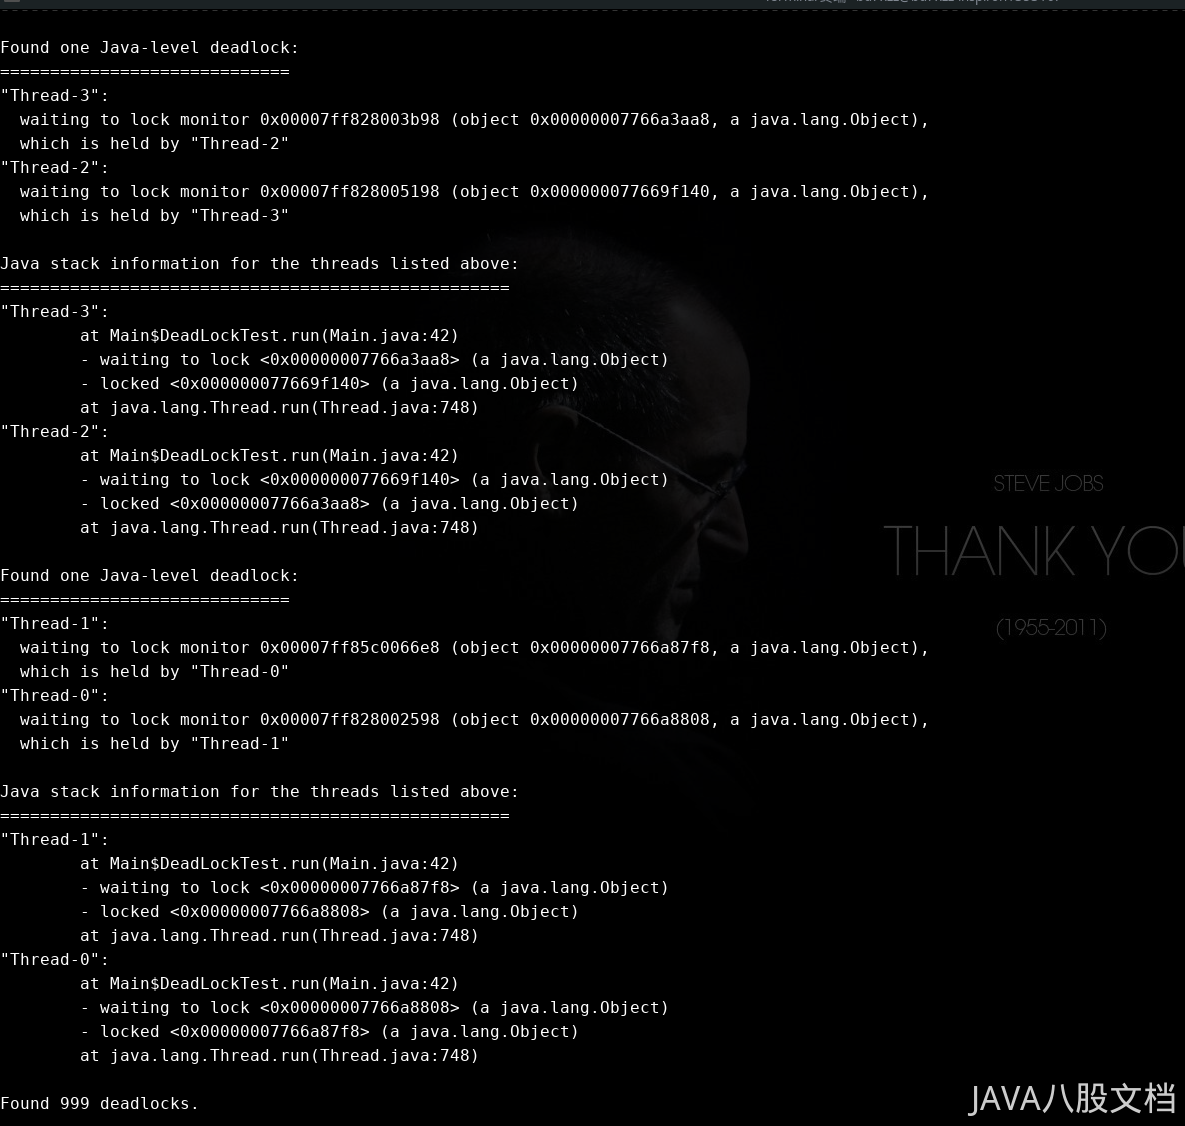 Found one Java-level deadlock:
=============================
"Thread-3":
  waiting to lock monitor 0x00007ff828003b98 (object 0x00000007766a3aa8, a java.lang.Object),
  which is held by "Thread-2"
"Thread-2":
  waiting to lock monitor 0x00007ff828005198 (object 0x000000077669f140, a java.lang.Object),
  which is held by "Thread-3"
Java stack information for the threads listed above:
===================================================
"Thread-3":
        at Main$DeadLockTest.run(Main.java:42)
        - waiting to lock <0x00000007766a3aa8> (a java.lang.Object)
        - locked <0x000000077669f140> (a java.lang.Object)
        at java.lang.Thread.run(Thread.java:748)
"Thread-2":
        at Main$DeadLockTest.run(Main.java:42)
        - waiting to lock <0x000000077669f140> (a java.lang.Object)
        - locked <0x00000007766a3aa8> (a java.lang.Object)
        at java.lang.Thread.run(Thread.java:748)
STEVE JOBS
THANK YOU
(1955-2011)
Found one Java-level deadlock:
=============================
"Thread-1":
  waiting to lock monitor 0x00007ff85c0066e8 (object 0x00000007766a87f8, a java.lang.Object),
  which is held by "Thread-0"
"Thread-0":
  waiting to lock monitor 0x00007ff828002598 (object 0x00000007766a8808, a java.lang.Object),
  which is held by "Thread-1"
Java stack information for the threads listed above:
===================================================
"Thread-1":
        at Main$DeadLockTest.run(Main.java:42)
        - waiting to lock <0x00000007766a87f8> (a java.lang.Object)
        - locked <0x00000007766a8808> (a java.lang.Object)
        at java.lang.Thread.run(Thread.java:748)
"Thread-0":
        at Main$DeadLockTest.run(Main.java:42)
        - waiting to lock <0x00000007766a8808> (a java.lang.Object)
        - locked <0x00000007766a87f8> (a java.lang.Object)
        at java.lang.Thread.run(Thread.java:748)
Found 999 deadlocks.
JAVA八股文档